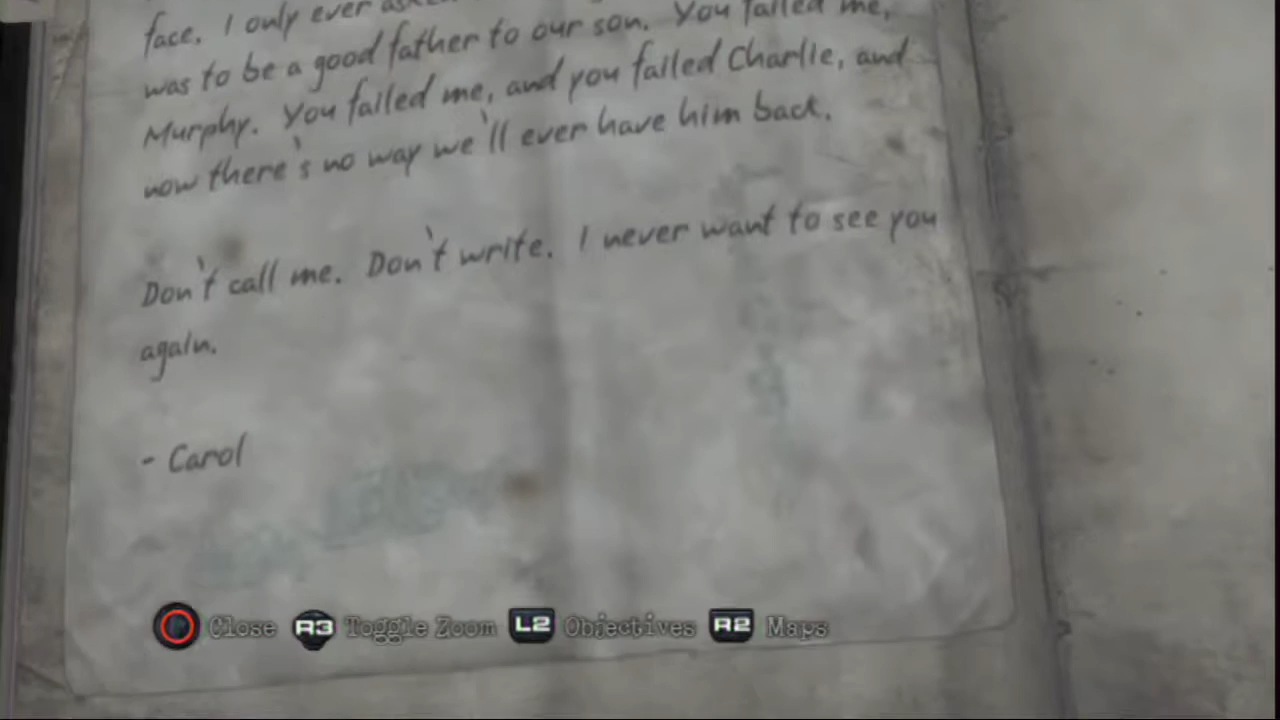 face. I only ever asked
was to be a good father to our son. You failed me,
Murphy. You failed me, and you failed Charlie, and
now there's no way we'll ever have him back.
Don't call me. Don't write. I never want to see you
again.
- Carol
Close R3 Toggle Zoom L2 Objectives R2 Maps